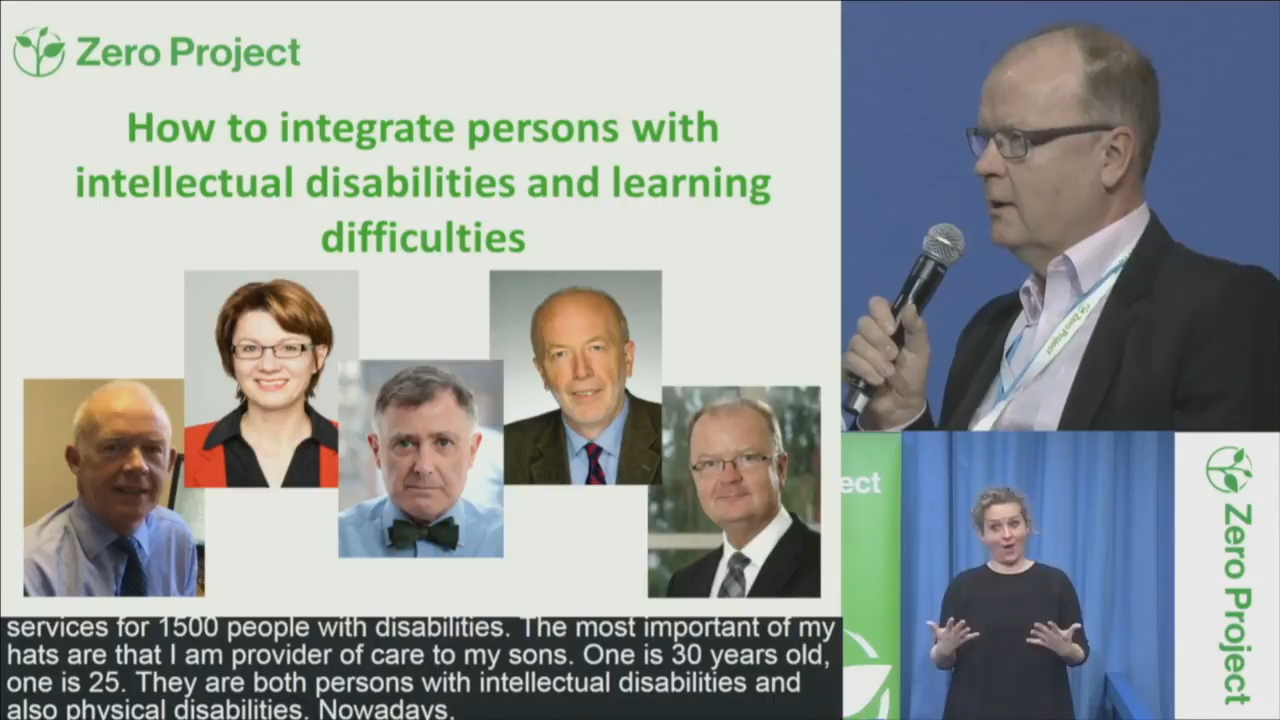 Zero Project
How to integrate persons with
intellectual disabilities and learning
difficulties
services for 1500 people with disabilities. The most important of my
hats are that I am provider of care to my sons. One is 30 years old,
one is 25. They are both persons with intellectual disabilities and
also physical disabilities. Nowadays,
Zero Project
ect
Zero Project